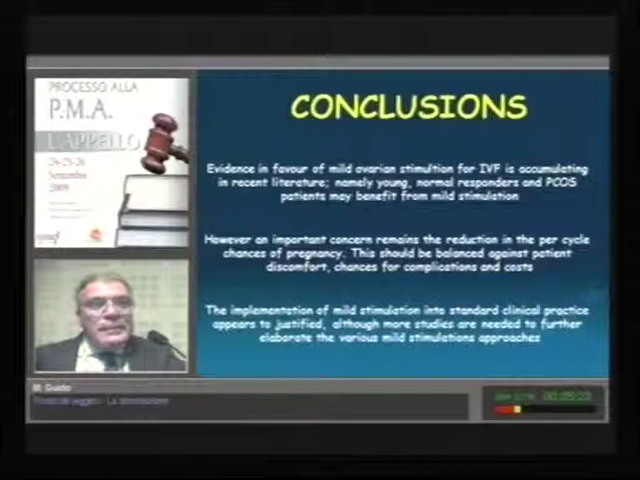 PROCESSO ALLA
P.M.A.
L'APPELLO
24-25-26
Settembre
2009
CONCLUSIONS
Evidence in favour of mild ovarian stimultion for IVF is accumulating
in recent literature; namely young, normal responders and PCOS
patients may benefit from mild stimulation
However an important concern remains the reduction in the per cycle
chances of pregnancy. This should be balanced against patient
discomfort, chances for complications and costs
The implementation of mild stimulation into standard clinical practice
appears to justified, although more studies are needed to further
elaborate the various mild stimulations approaches
M. Guido